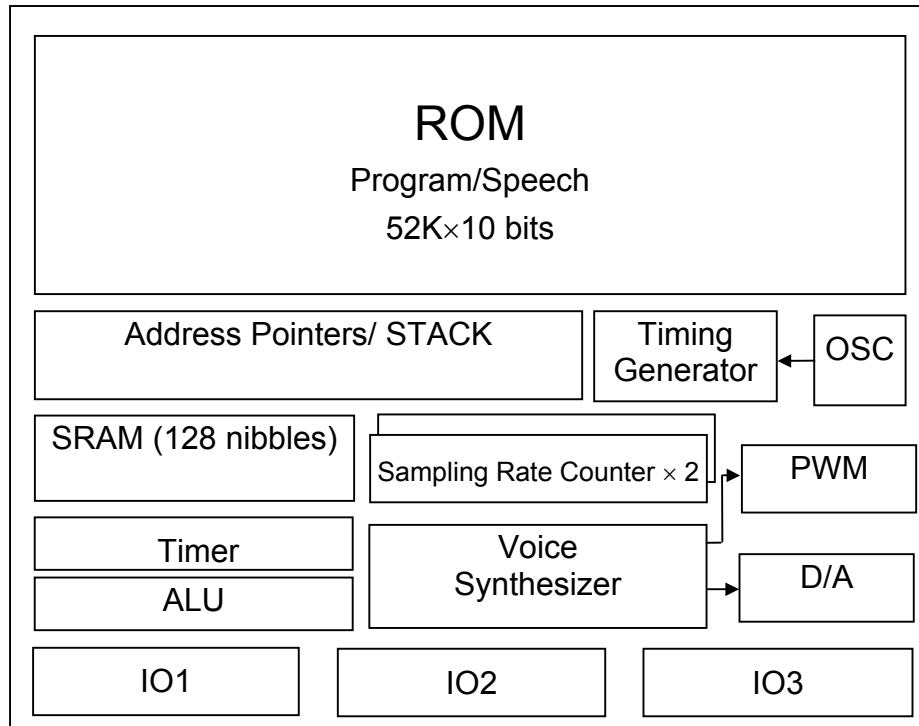 ROM
Program/Speech
52K×10 bits
Address Pointers/ STACK
Timing
Generator
OSC
SRAM (128 nibbles)
Sampling Rate Counter × 2
PWM
Timer
Voice
Synthesizer
D/A
ALU
IO1
IO2
IO3